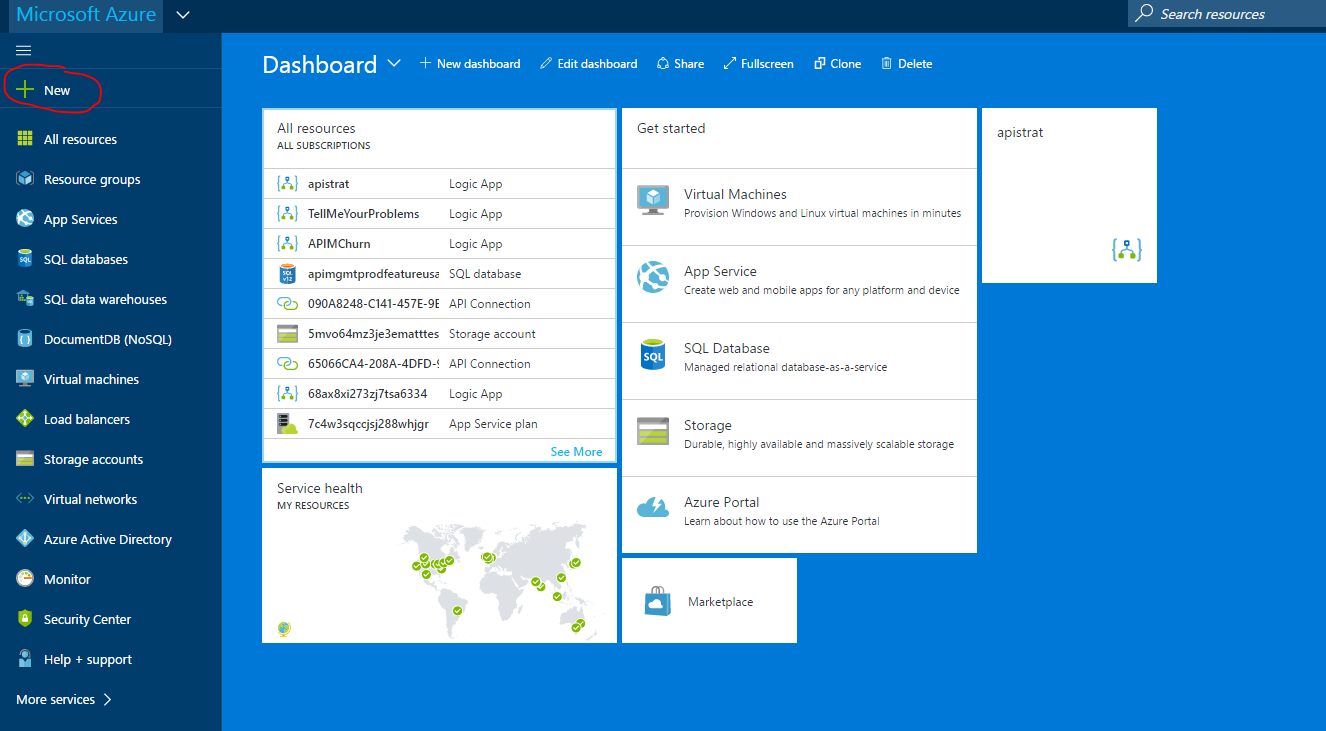 Microsoft Azure
Search resources
New
All resources
Resource groups
App Services
SQL databases
SQL data warehouses
DocumentDB (NoSQL)
Virtual machines
Load balancers
Storage accounts
Virtual networks
Azure Active Directory
Monitor
Security Center
Help + support
More services
Dashboard
New dashboard
Edit dashboard
Share
Fullscreen
Clone
Delete
All resources
ALL SUBSCRIPTIONS
apistrat Logic App
TellMeYourProblems Logic App
APIMChurn Logic App
apimgmtprodfeatureusa SQL database
090A8248-C141-457E-9E API Connection
5mvo64mz3je3ematttes Storage account
65066CA4-208A-4DFD-9 API Connection
68ax8xi273zj7tsa6334 Logic App
7c4w3sqccjsj288whjgr App Service plan
See More
Service health
MY RESOURCES
Get started
Virtual Machines
Provision Windows and Linux virtual machines in minutes
App Service
Create web and mobile apps for any platform and device
SQL
SQL Database
Managed relational database-as-a-service
Storage
Durable, highly available and massively scalable storage
Azure Portal
Learn about how to use the Azure Portal
Marketplace
apistrat